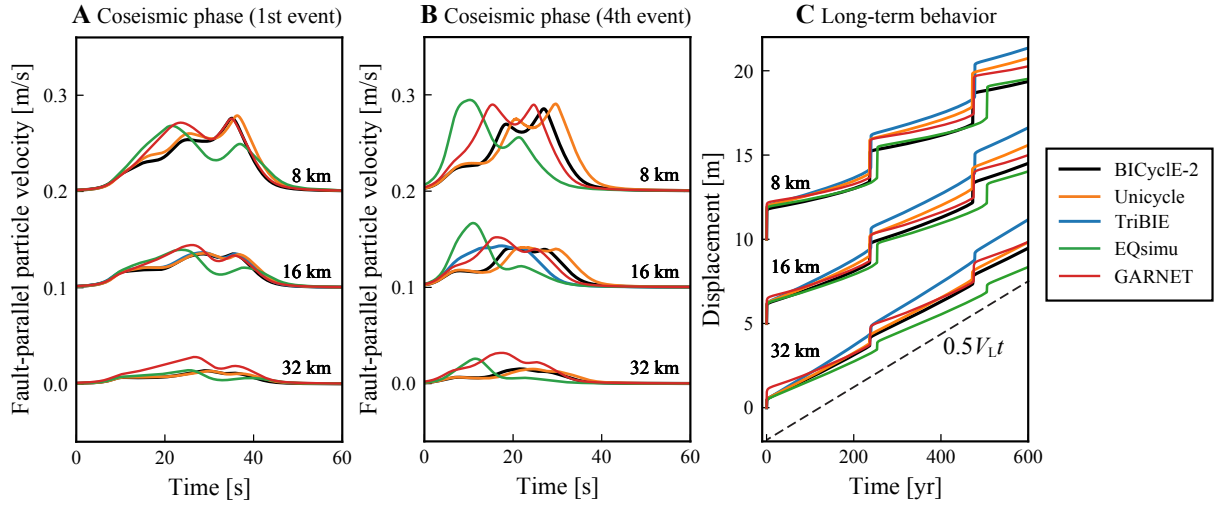 A Coseismic phase (1st event)
Fault-parallel particle velocity [m/s]
0.3
0.2
0.1
0.0
8 km
16 km
32 km
0 20 40 60
Time [s]
B Coseismic phase (4th event)
Fault-parallel particle velocity [m/s]
0.3
0.2
0.1
0.0
8 km
16 km
32 km
0 20 40 60
Time [s]
C Long-term behavior
Displacement [m]
20
15
10
5
0
8 km
16 km
32 km
0.5V_L t
0 200 400 600
Time [yr]
BICyclE-2
Unicycle
TriBIE
EQsimu
GARNET